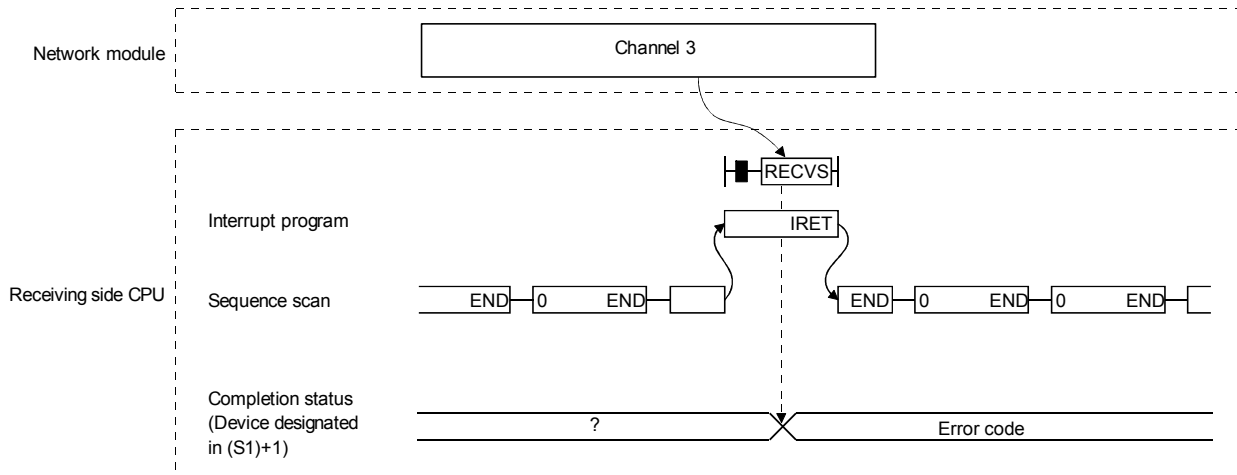 Network module
Channel 3
RECVS
Interrupt program
IRET
Receiving side CPU
Sequence scan
END 0 END END 0 END 0 END
Completion status
(Device designated
in (S1)+1)
?
Error code